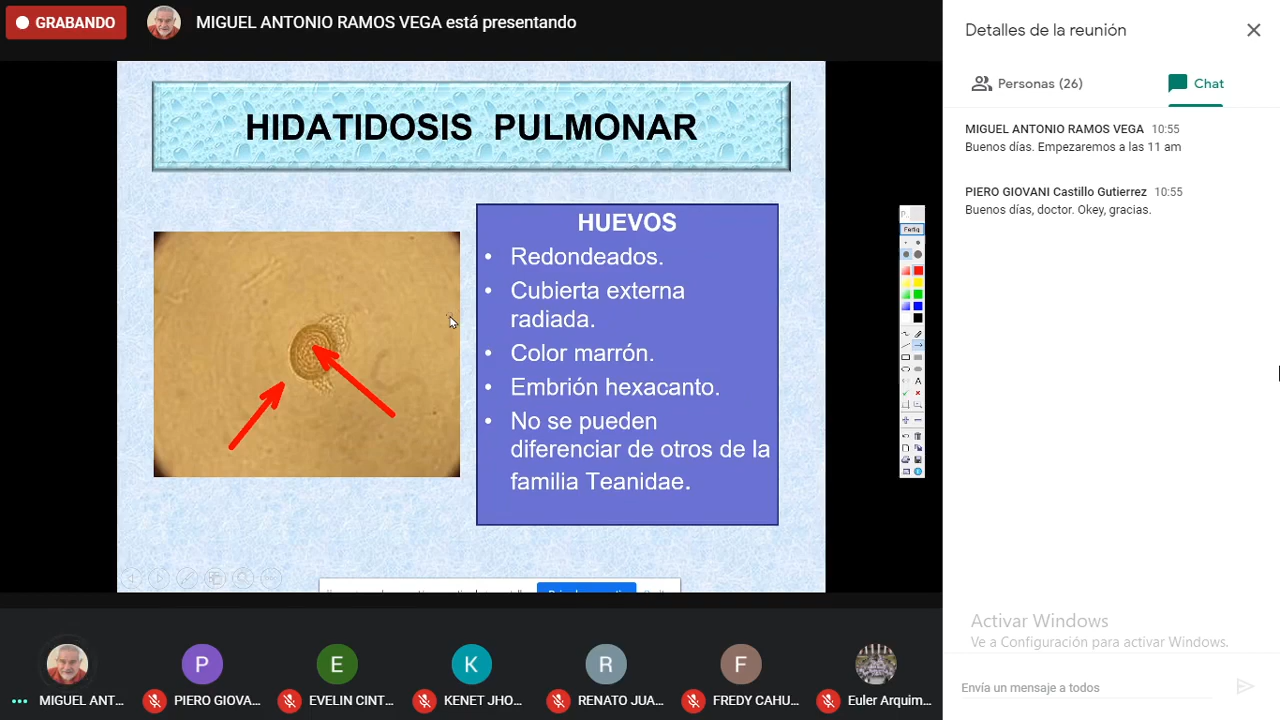 GRABANDO
MIGUEL ANTONIO RAMOS VEGA está presentando
HIDATIDOSIS PULMONAR
HUEVOS
• Redondeados.
• Cubierta externa
radiada.
• Color marrón.
• Embrión hexacanto.
• No se pueden
diferenciar de otros de la
familia Teanidae.
MIGUEL ANT...
P
PIERO GIOVA...
E
EVELIN CINT...
K
KENET JHO...
R
RENATO JUA...
F
FREDY CAHU...
Euler Arquim...
Detalles de la reunión
Personas (26)
Chat
MIGUEL ANTONIO RAMOS VEGA 10:55
Buenos días. Empezaremos a las 11 am
PIERO GIOVANI Castillo Gutierrez 10:55
Buenos días, doctor. Okey, gracias.
Activar Windows
Ve a Configuración para activar Windows.
Envía un mensaje a todos